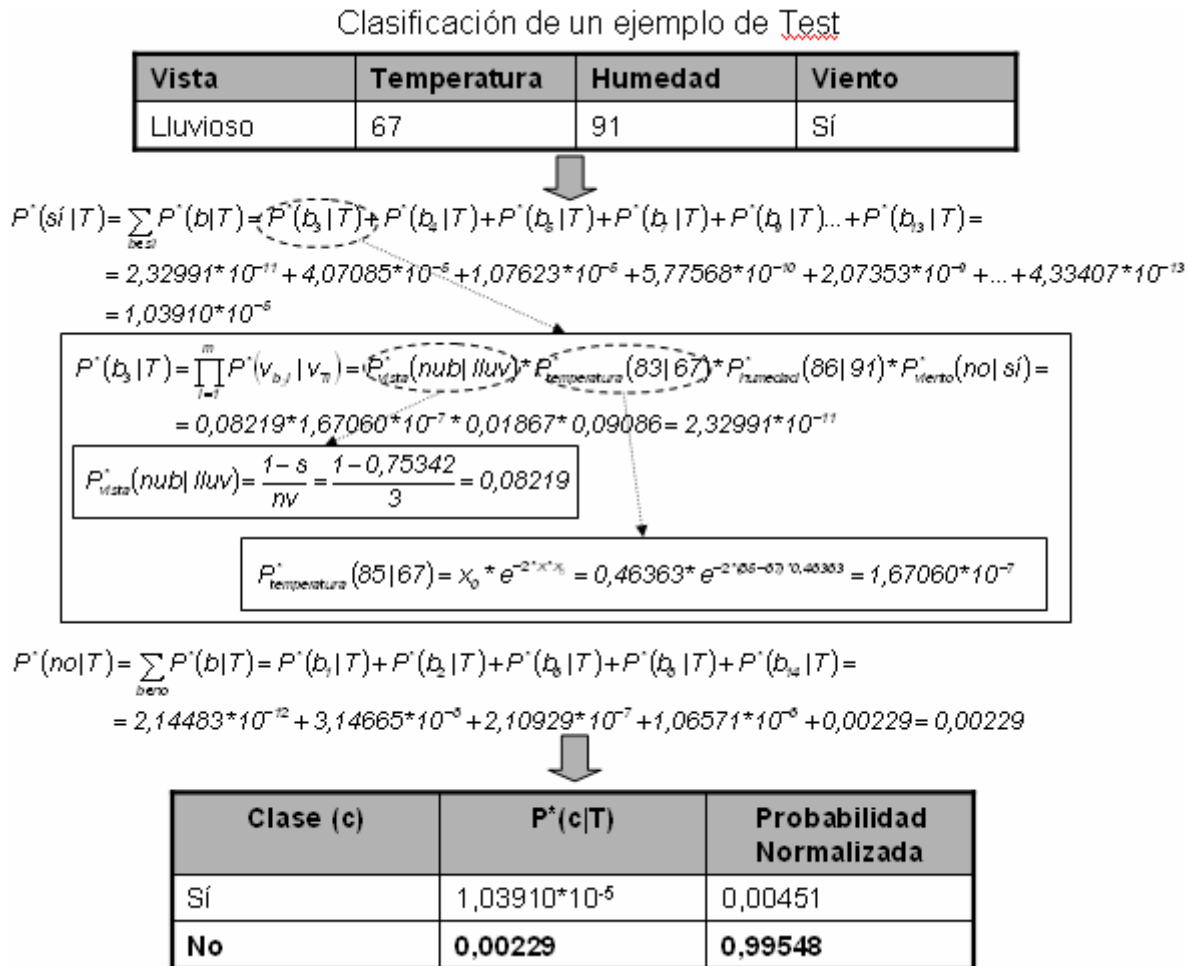 Clasificación de un ejemplo de Test
Vista Temperatura Humedad Viento
Lluvioso 67 91 Sí
P*(sí|T)= ∑ P*(b|T)= P*(b₃|T)+ P*(b₄|T)+P*(b₅|T)+P*(b₇|T)+P*(b₉|T)...+P*(b₁₃|T)=
b∈sí
= 2,32991*10⁻¹¹ + 4,07085*10⁻⁶ +1,07623*10⁻⁶ +5,77568*10⁻¹⁰ +2,07353*10⁻⁹ +...+4,33407*10⁻¹³
= 1,03910*10⁻⁵
P*(b₃|T)= ∏ᵢ₌₁ᵐ P*(v_b,i | v_Ti)= P*vista(nub| lluv)* P*temperatura(83|67)* P*humedad(86|91)* P*viento(no| sí)=
= 0,08219*1,67060*10⁻⁷ * 0,01867* 0,09086= 2,32991*10⁻¹¹
P*vista(nub| lluv)= (1– s)/nv = (1– 0,75342)/3 = 0,08219
P*temperatura(85|67)= x₀ * e^(–2*x*x₀) = 0,46363* e^(–2*(85–67)*0,46363) = 1,67060*10⁻⁷
P*(no|T)= ∑ P*(b|T)= P*(b₁|T)+P*(b₂|T)+P*(b₆|T)+P*(b₈|T)+P*(b₁₄|T)=
b∈no
= 2,14483*10⁻¹² +3,14665*10⁻⁸ +2,10929*10⁻⁷ +1,06571*10⁻⁶ +0,00229= 0,00229
Clase (c) P*(c|T) Probabilidad
Normalizada
Sí 1,03910*10⁻⁵ 0,00451
No 0,00229 0,99548